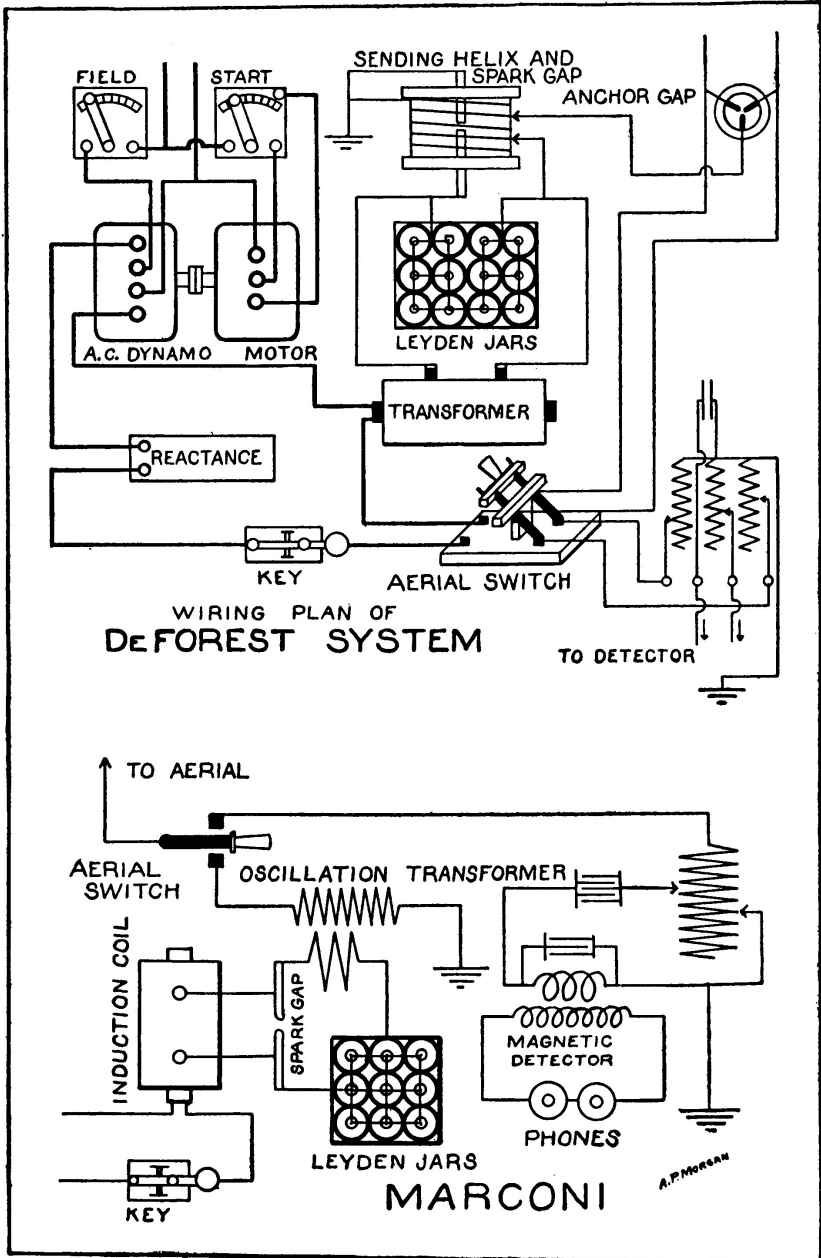 FIELD
START
SENDING HELIX AND
SPARK GAP
ANCHOR GAP
A.C. DYNAMO
MOTOR
LEYDEN JARS
TRANSFORMER
REACTANCE
KEY
AERIAL SWITCH
WIRING PLAN OF
DeFOREST SYSTEM
TO DETECTOR
TO AERIAL
AERIAL
SWITCH
OSCILLATION TRANSFORMER
INDUCTION COIL
SPARK GAP
MAGNETIC
DETECTOR
PHONES
LEYDEN JARS
KEY
MARCONI
A.P. MORGAN